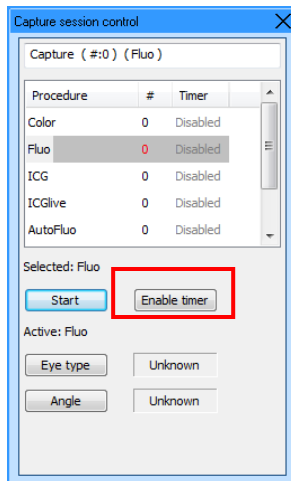 Capture session control
Capture ( #:0 ) ( Fluo )
Procedure # Timer
Color 0 Disabled
Fluo 0 Disabled
ICG 0 Disabled
ICGlive 0 Disabled
AutoFluo 0 Disabled
Selected: Fluo
Start Enable timer
Active: Fluo
Eye type Unknown
Angle Unknown